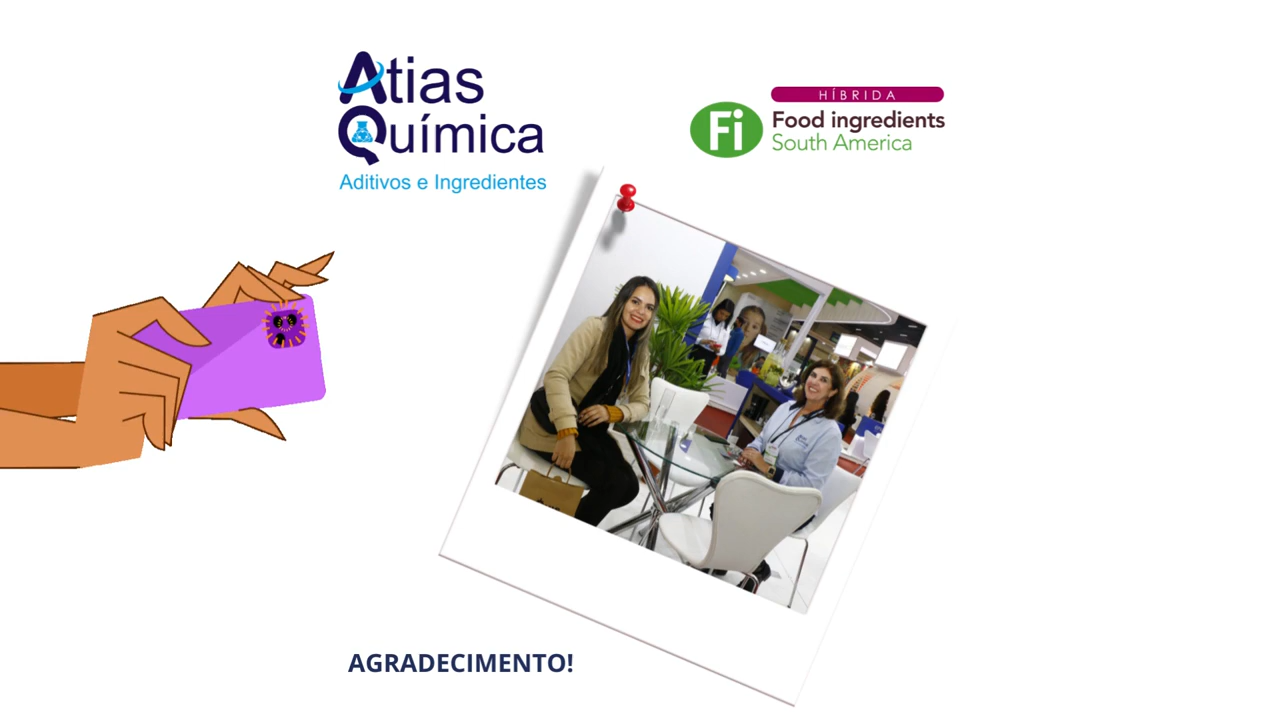 Atias
Química
Aditivos e Ingredientes
HÍBRIDA
Fi
Food ingredients
South America
AGRADECIMENTO!